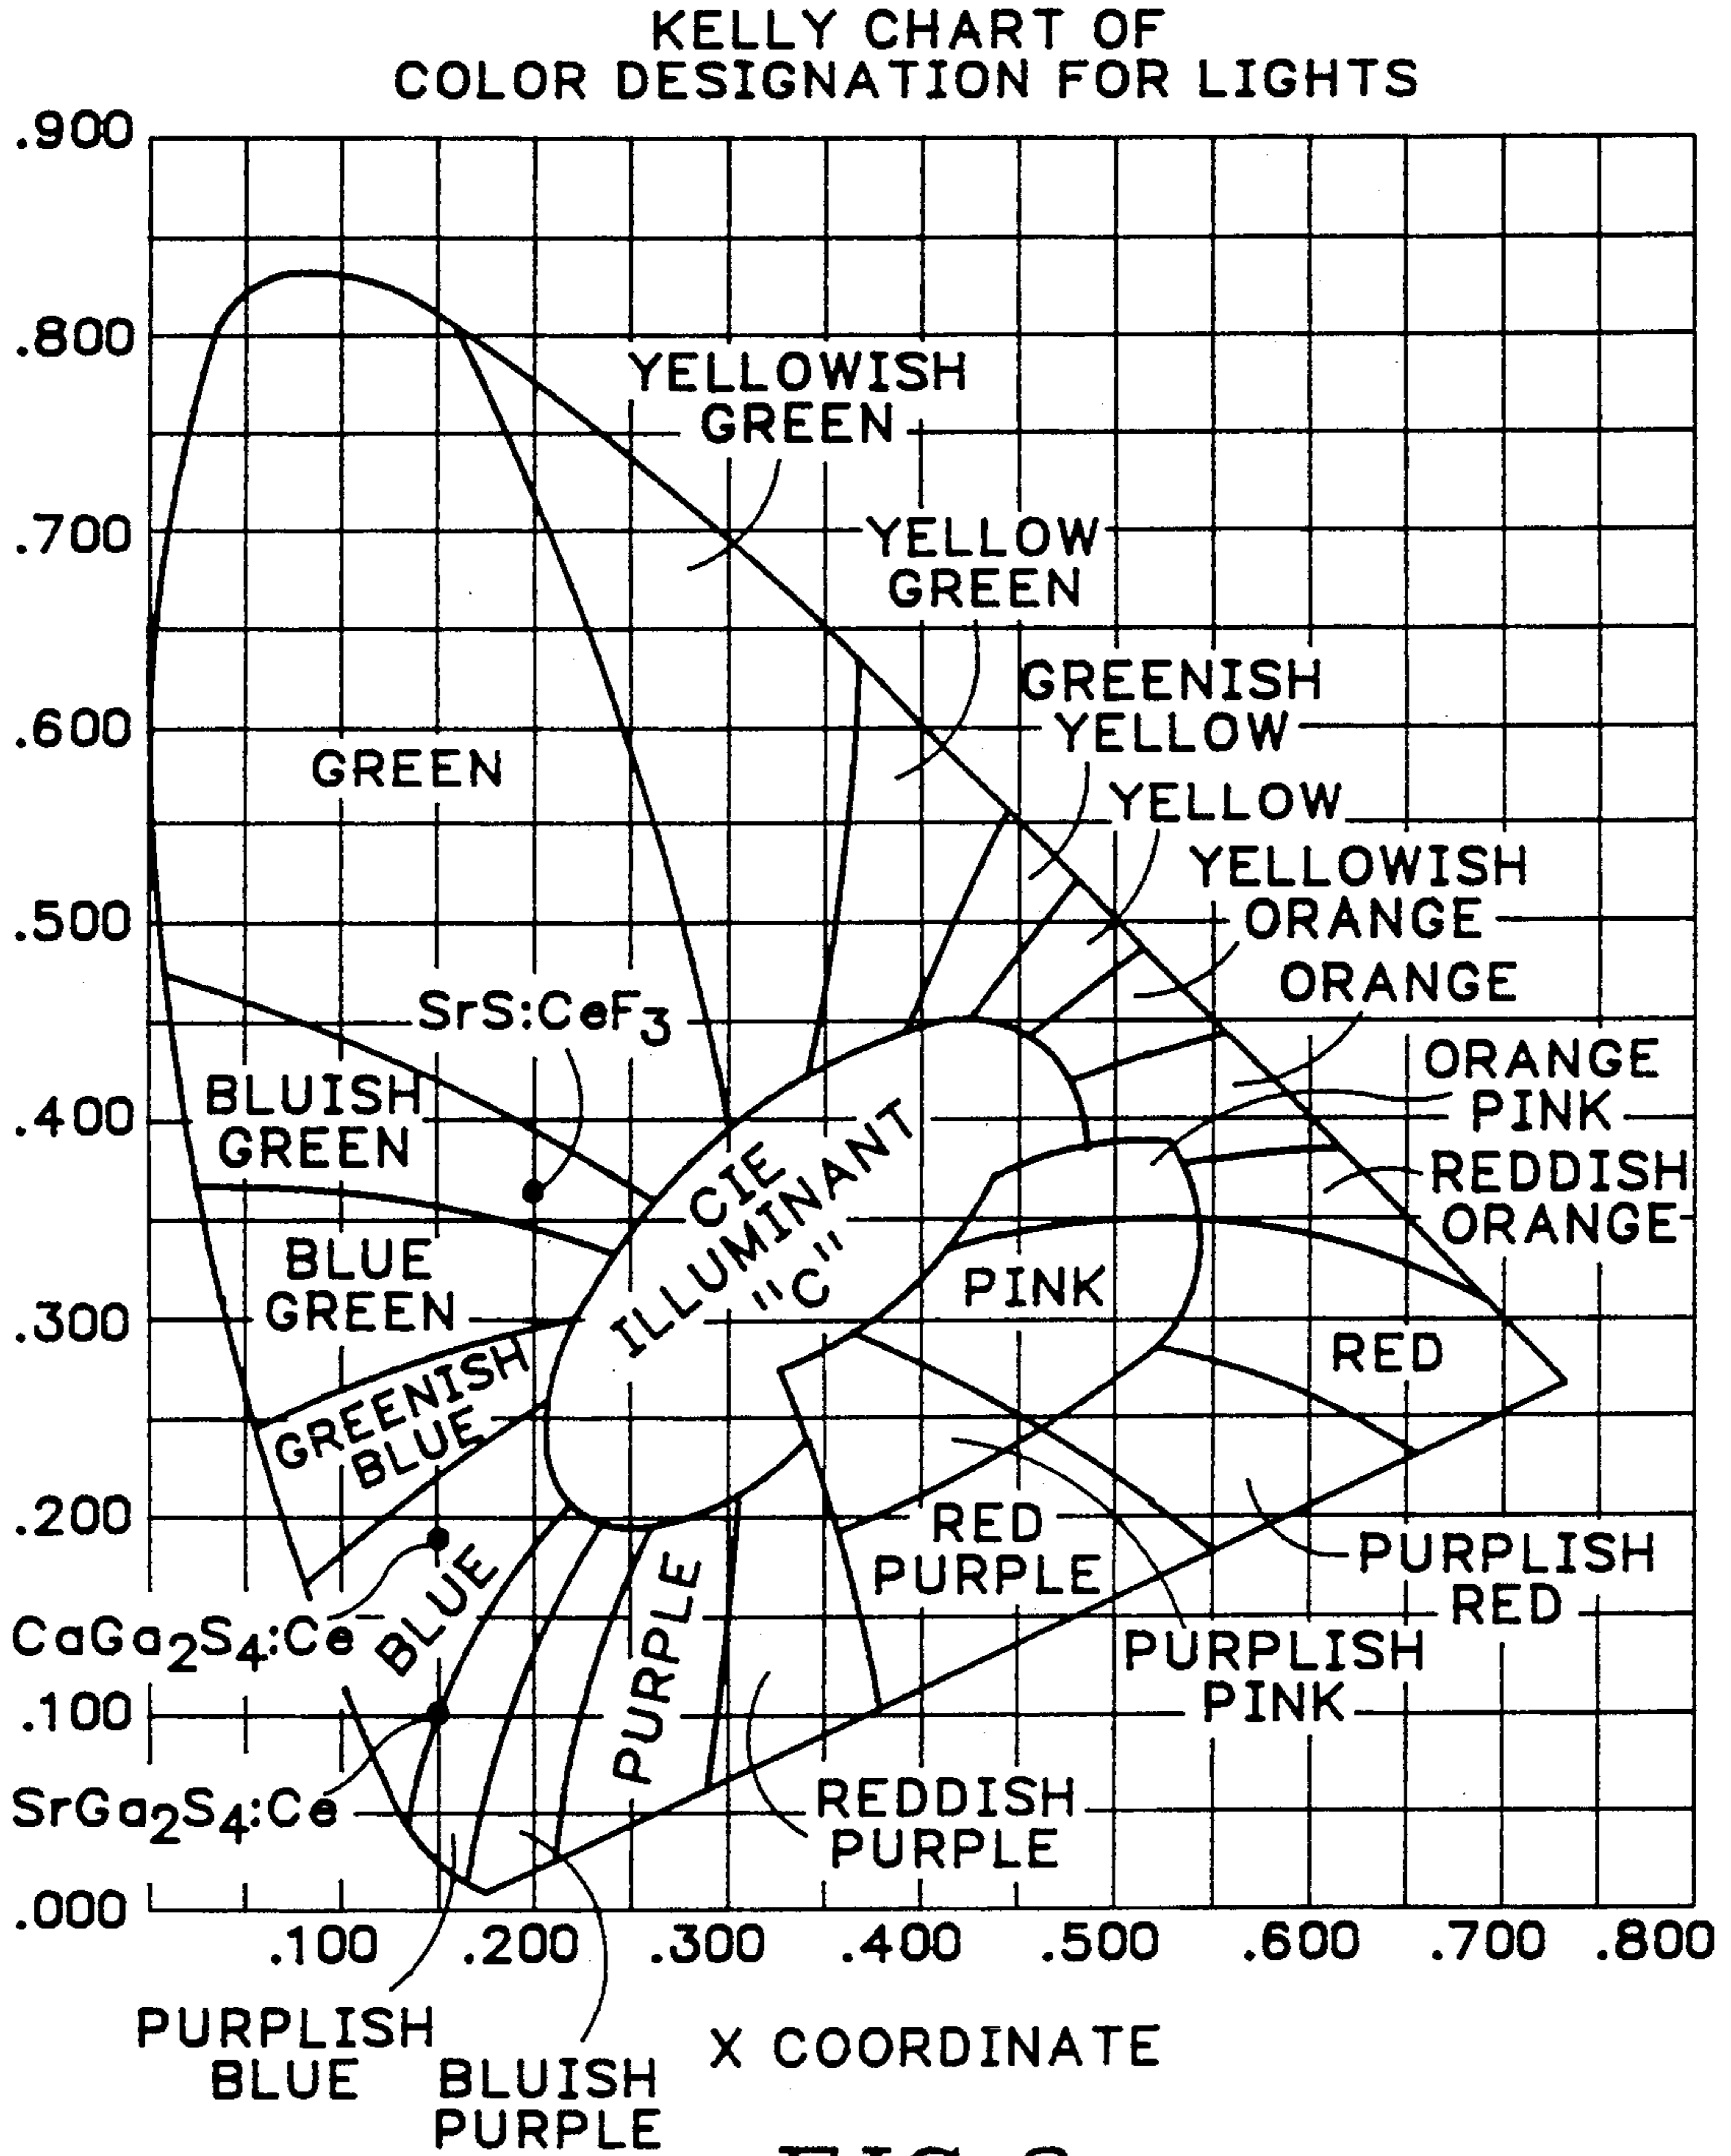 KELLY CHART OF
COLOR DESIGNATION FOR LIGHTS
.900
.800
YELLOWISH
GREEN
.700
YELLOW
GREEN
GREENISH
YELLOW
.600
GREEN
YELLOW
YELLOWISH
ORANGE
.500
ORANGE
SrS:CeF₃
ORANGE
PINK
BLUISH
GREEN
.400
CIE
ILLUMINANT
"C"
REDDISH
ORANGE
BLUE
GREEN
PINK
.300
RED
GREENISH
BLUE
.200
RED
PURPLE
PURPLISH
RED
CaGa₂S₄:Ce
BLUE
PURPLE
PURPLISH
PINK
.100
SrGa₂S₄:Ce
REDDISH
PURPLE
.000
.100 .200 .300 .400 .500 .600 .700 .800
PURPLISH
BLUE
BLUISH
PURPLE
X COORDINATE